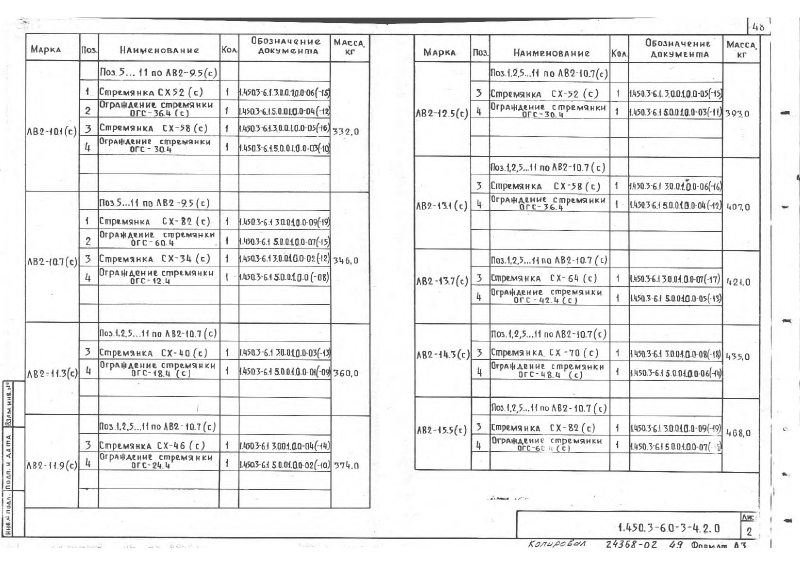 48
Марка Поз. Наименование Кол. Обозначение документа Масса, кг
Поз. 5...11 по ЛВ2-9.5(с)
1 Стремянка СХ52 (с) 1 1.450.3-6.1.3.0.0.1.0.0-06(-15)
2 Ограждение стремянки ОГС-36.4 (с) 1 1.450.3-6.1.5.0.0.1.0.0-04(-12)
ЛВ2-10.1(с) 3 Стремянка СХ-58 (с) 1 1.450.3-6.1.3.0.0.1.0.0-05(-16) 332.0
4 Ограждение стремянки ОГС-30.4 1 1.450.3-6.1.5.0.0.1.0.0-03(-10)
Поз. 5...11 по ЛВ2-9.5(с)
1 Стремянка СХ-82 (с) 1 1.450.3-6.1 3.0.0.1.0.0-09(-19)
2 Ограждение стремянки ОГС-60.4 1 1.450.3-6.1 5.0.0.1.0.0-07(-15)
ЛВ2-10.7(с) 3 Стремянка СХ-34 (с) 1 1.450.3-6.1 3.0.0.1.0.0-02(-12) 346.0
4 Ограждение стремянки ОГС-12.4 1 1.450.3-6.1 5.0.0.1.0.0 (-08)
Поз. 1,2,5...11 по ЛВ2-10.7(с)
3 Стремянка СХ-40 (с) 1 1.450.3-6.1 3.0.0.1.0.0-03(-13)
ЛВ2-11.3(с) 4 Ограждение стремянки ОГС-18.4 (с) 1 1.450.3-6.1 5.0.0.1.0.0-01(-09) 360,0
Поз. 1,2,5...11 по ЛВ2-10.7(с)
3 Стремянка СХ-46 (с) 1 1.450.3-6.1 3.0.0.1.0.0-04(-14)
ЛВ2-11.9(с) 4 Ограждение стремянки ОГС-24.4 1 1.450.3-6.1 5.0.0.1.0.0-02(-10) 374.0
Марка Поз. Наименование Кол. Обозначение документа Масса, кг
Поз. 1,2,5...11 по ЛВ2-10.7(с)
3 Стремянка СХ-52 (с) 1 1.450.3-6.1.3.0.0.1.0.0-05(-15)
ЛВ2-12.5(с) 4 Ограждение стремянки ОГС-30.4 1 1.450.3-6.1.5.0.0.1.0.0-03(-11) 393,0
Поз. 1,2,5...11 по ЛВ2-10.7(с)
3 Стремянка СХ-58 (с) 1 1.450.3-6.1 3.0.0.1.0.0-06(-16)
ЛВ2-13.1(с) 4 Ограждение стремянки ОГС-36.4 1 1.450.3-6.1 5.0.0.1.0.0-04(-12) 407,0
Поз. 1,2,5...11 по ЛВ2-10.7(с)
ЛВ2-13.7(с) 3 Стремянка СХ-64 (с) 1 1.450.3-6.1 3.0.0.1.0.0-07(-17) 421,0
4 Ограждение стремянки ОГС-42.4 (с) 1 1.450.3-6.1 5.0.0.1.0.0-05(-13)
Поз. 1,2,5...11 по ЛВ2-10.7(с)
ЛВ2-14.3(с) 3 Стремянка СХ-70 (с) 1 1.450.3-6.1 3.0.0.1.0.0-08(-18) 435,0
4 Ограждение стремянки ОГС-48.4 (с) 1 1.450.3-6.1 5.0.0.1.0.0-06(-14)
Поз. 1,2,5...11 по ЛВ2-10.7(с)
ЛВ2-15.5(с) 3 Стремянка СХ-82 (с) 1 1.450.3-6.1 3.0.0.1.0.0-09(-19) 468,0
4 Ограждение стремянки ОГС-60.4(с) 1 1.450.3-6.1 5.0.0.1.0.0-07
Инв.№ подл. Подп. и дата Взам.инв.№
1.450.3-6.0-3-4.2.0
Лис
2
Копировал 24368-02 49 Формат А3